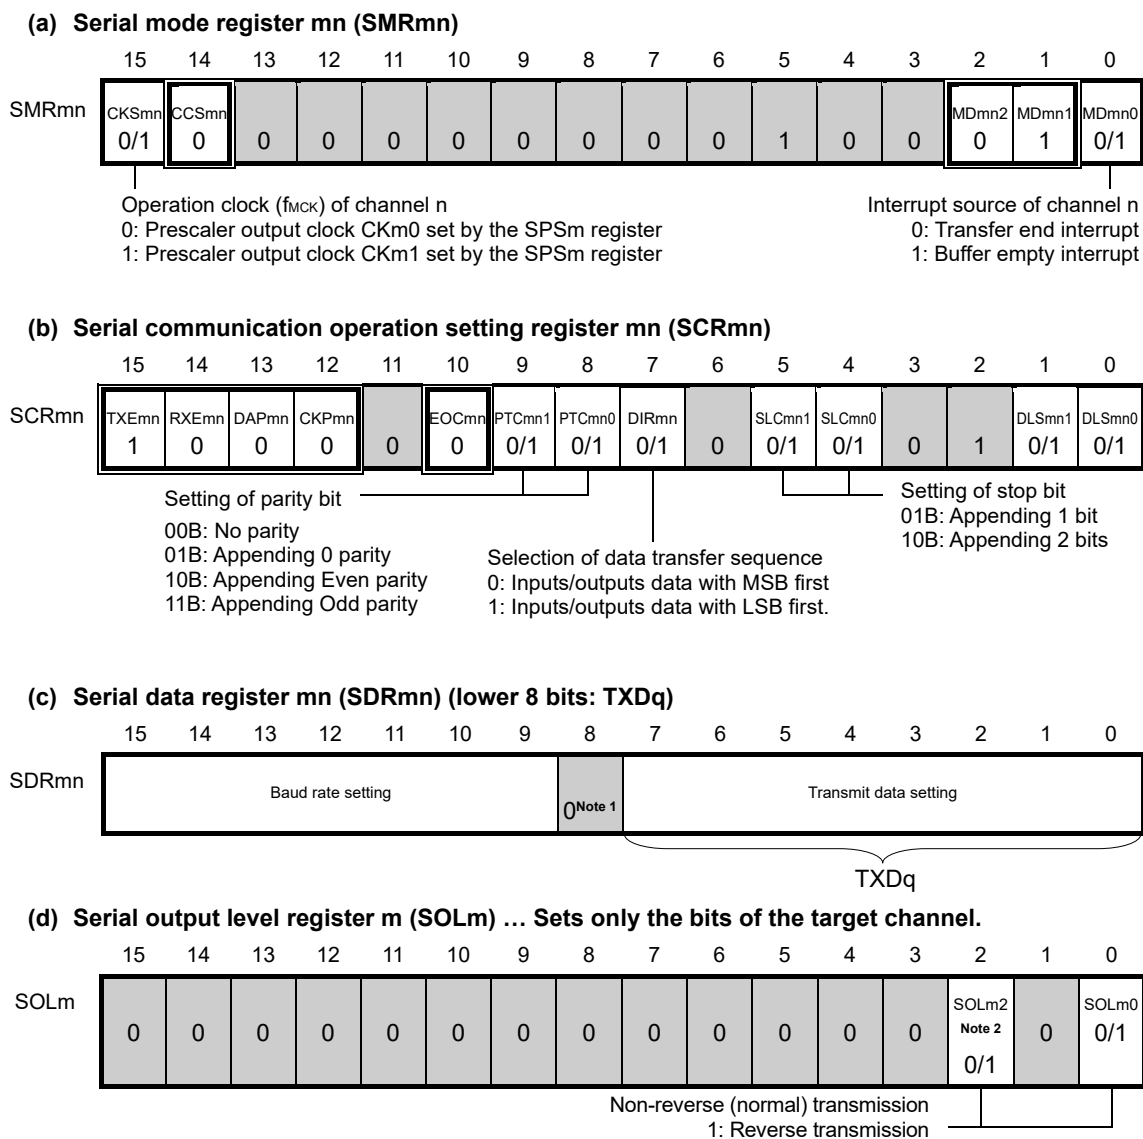 (a) Serial mode register mn (SMRmn)
15 14 13 12 11 10 9 8 7 6 5 4 3 2 1 0
SMRmn CKSmn CCSmn MDmn2 MDmn1 MDmn0
0/1 0 0 0 0 0 0 0 0 0 1 0 0 0 1 0/1
Operation clock (fMCK) of channel n
0: Prescaler output clock CKm0 set by the SPSm register
1: Prescaler output clock CKm1 set by the SPSm register
Interrupt source of channel n
0: Transfer end interrupt
1: Buffer empty interrupt
(b) Serial communication operation setting register mn (SCRmn)
15 14 13 12 11 10 9 8 7 6 5 4 3 2 1 0
SCRmn TXEmn RXEmn DAPmn CKPmn EOCmn PTCmn1 PTCmn0 DIRmn SLCmn1 SLCmn0 DLSmn1 DLSmn0
1 0 0 0 0 0 0/1 0/1 0/1 0 0/1 0/1 0 1 0/1 0/1
Setting of parity bit
00B: No parity
01B: Appending 0 parity
10B: Appending Even parity
11B: Appending Odd parity
Selection of data transfer sequence
0: Inputs/outputs data with MSB first
1: Inputs/outputs data with LSB first.
Setting of stop bit
01B: Appending 1 bit
10B: Appending 2 bits
(c) Serial data register mn (SDRmn) (lower 8 bits: TXDq)
15 14 13 12 11 10 9 8 7 6 5 4 3 2 1 0
SDRmn Baud rate setting 0 Note 1 Transmit data setting
TXDq
(d) Serial output level register m (SOLm) … Sets only the bits of the target channel.
15 14 13 12 11 10 9 8 7 6 5 4 3 2 1 0
SOLm SOLm2 SOLm0
0 0 0 0 0 0 0 0 0 0 0 0 0 Note 2 0 0/1
0/1
Non-reverse (normal) transmission
1: Reverse transmission